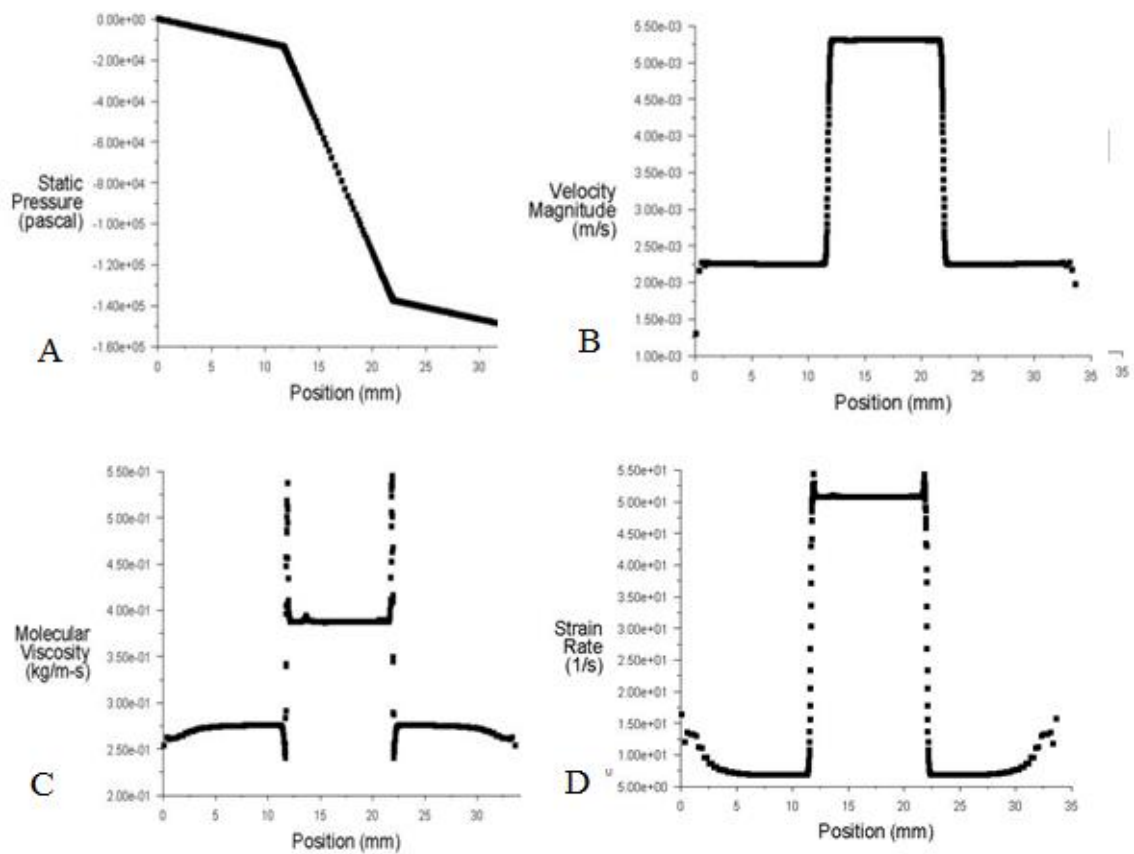 0.00e+00
-2.00e+04
-4.00e+04
-6.00e+04
-8.00e+04
-1.00e+05
-1.20e+05
-1.40e+05
-1.60e+05
Static
Pressure
(pascal)
A
0 5 10 15 20 25 30
Position (mm)
5.50e-03
5.00e-03
4.50e-03
4.00e-03
3.50e-03
3.00e-03
2.50e-03
2.00e-03
1.50e-03
1.00e-03
Velocity
Magnitude
(m/s)
B
0 5 10 15 20 25 30 35
35
Position (mm)
5.50e-01
5.00e-01
4.50e-01
4.00e-01
3.50e-01
3.00e-01
2.50e-01
2.00e-01
Molecular
Viscosity
(kg/m-s)
C
0 5 10 15 20 25 30
Position (mm)
5.50e+01
5.00e+01
4.50e+01
4.00e+01
3.50e+01
3.00e+01
2.50e+01
2.00e+01
1.50e+01
1.00e+01
5.00e+00
Strain
Rate
(1/s)
D
0 5 10 15 20 25 30 35
Position (mm)